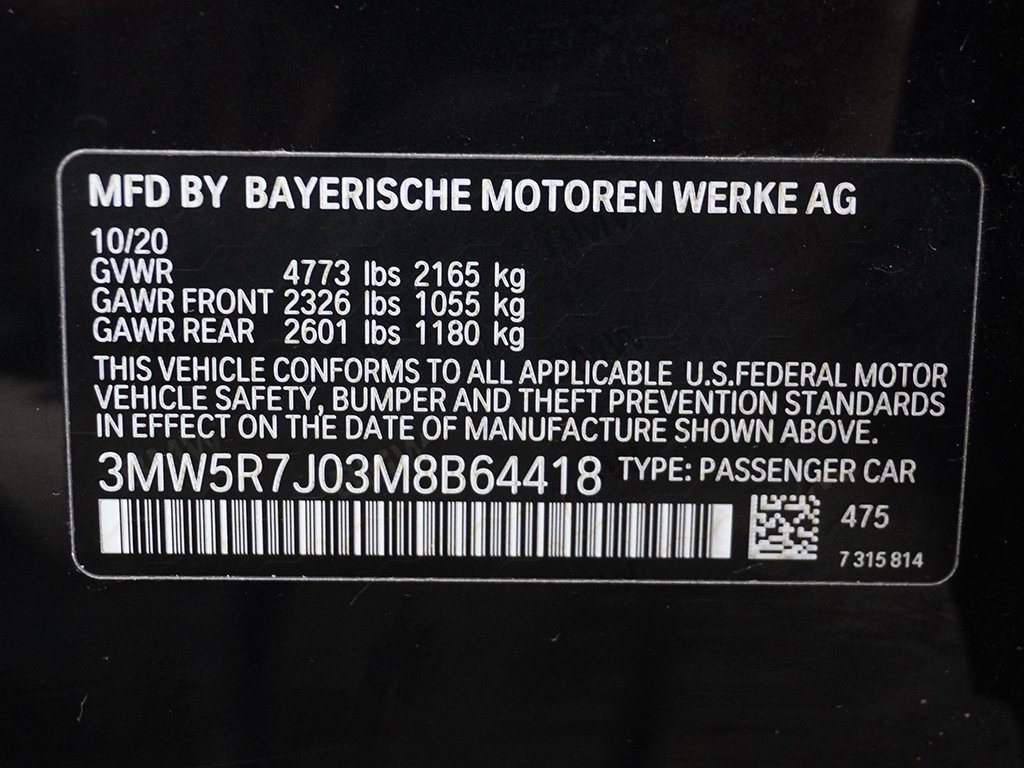 MFD BY BAYERISCHE MOTOREN WERKE AG
10/20
GVWR 4773 lbs 2165 kg
GAWR FRONT 2326 lbs 1055 kg
GAWR REAR 2601 lbs 1180 kg
THIS VEHICLE CONFORMS TO ALL APPLICABLE U.S.FEDERAL MOTOR
VEHICLE SAFETY, BUMPER AND THEFT PREVENTION STANDARDS
IN EFFECT ON THE DATE OF MANUFACTURE SHOWN ABOVE.
3MW5R7J03M8B64418 TYPE: PASSENGER CAR
475
7 315 814